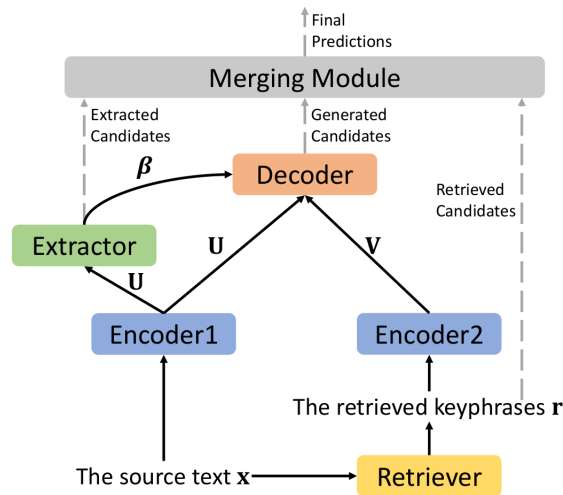 Final
Predictions
Merging Module
Extracted
Candidates
Generated
Candidates
β
Decoder
Retrieved
Candidates
Extractor
U
U
V
Encoder1
Encoder2
The retrieved keyphrases r
The source text x
Retriever